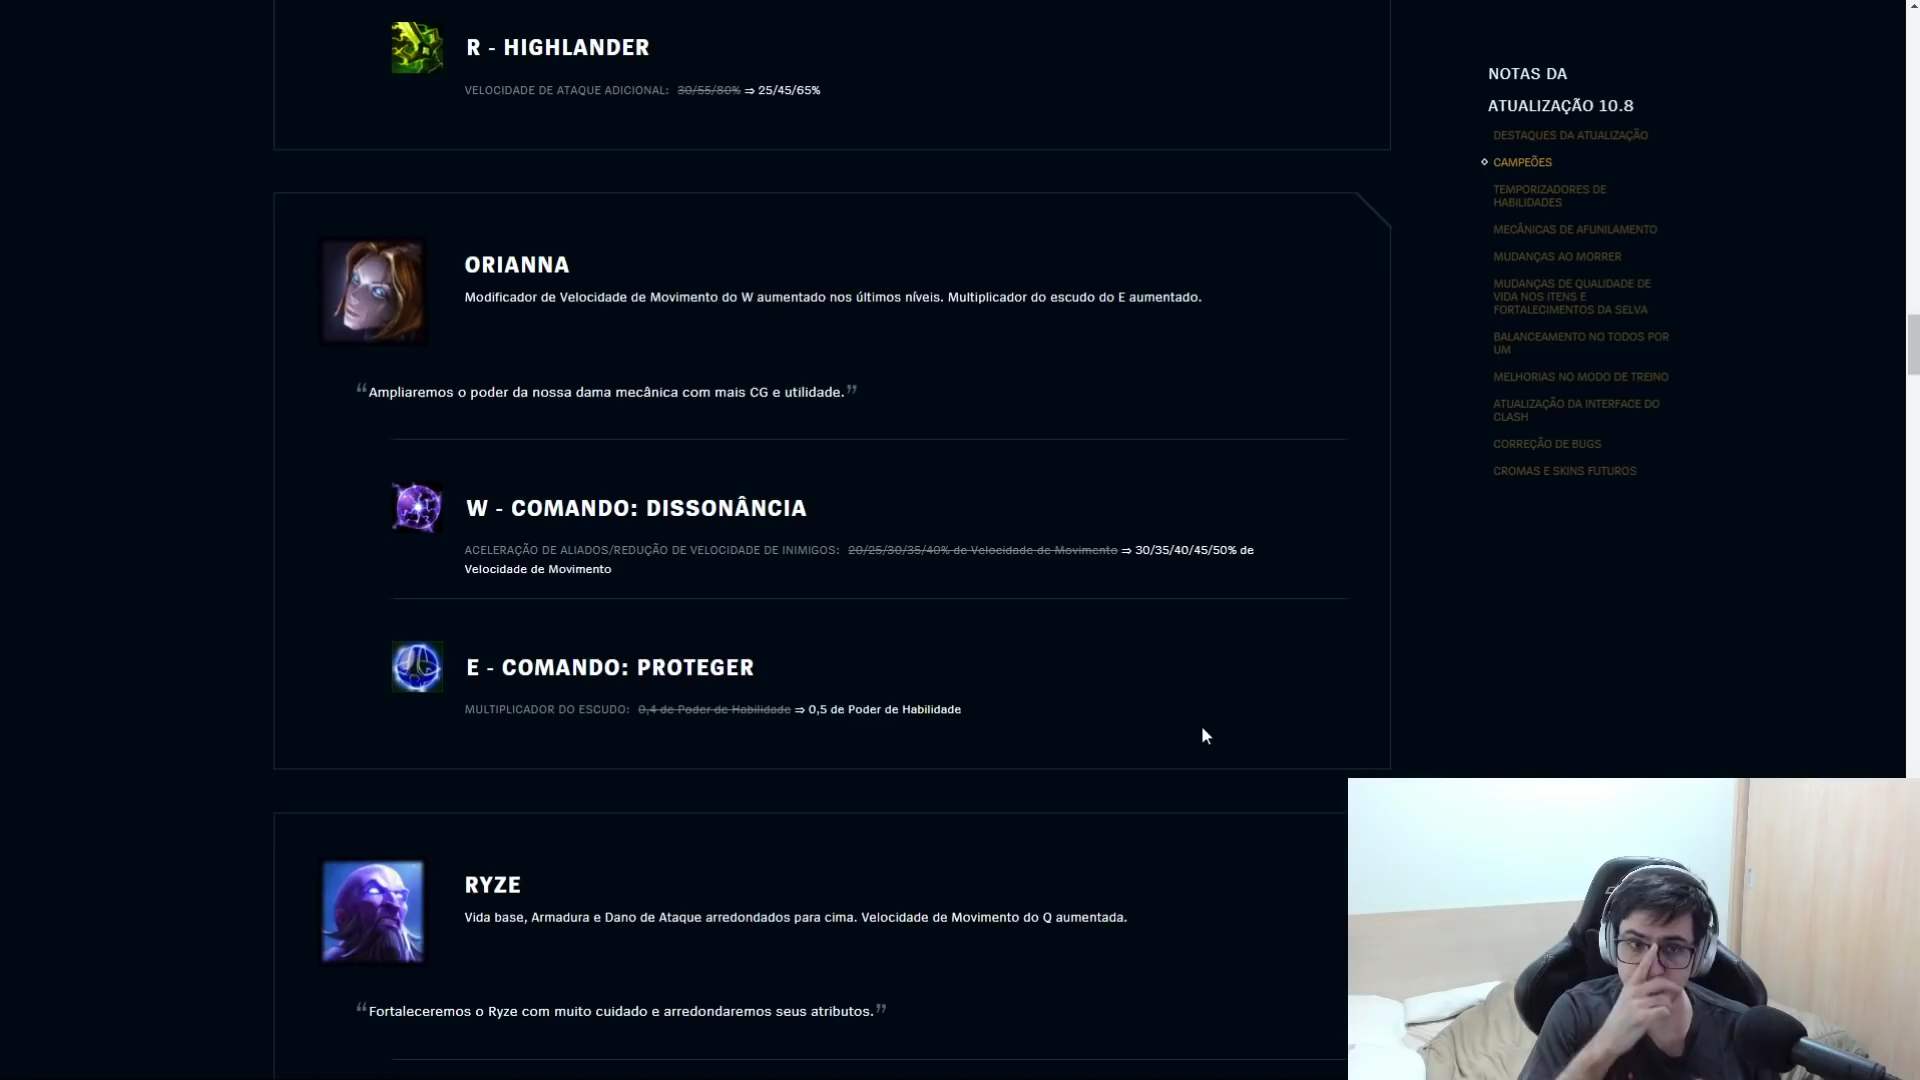 R - HIGHLANDER
VELOCIDADE DE ATAQUE ADICIONAL: 30/55/80% ⇒ 25/45/65%
ORIANNA
Modificador de Velocidade de Movimento do W aumentado nos últimos níveis. Multiplicador do escudo do E aumentado.
“Ampliaremos o poder da nossa dama mecânica com mais CG e utilidade.”
W - COMANDO: DISSONÂNCIA
ACELERAÇÃO DE ALIADOS/REDUÇÃO DE VELOCIDADE DE INIMIGOS: 20/25/30/35/40% de Velocidade de Movimento ⇒ 30/35/40/45/50% de
Velocidade de Movimento
E - COMANDO: PROTEGER
MULTIPLICADOR DO ESCUDO: 0,4 de Poder de Habilidade ⇒ 0,5 de Poder de Habilidade
RYZE
Vida base, Armadura e Dano de Ataque arredondados para cima. Velocidade de Movimento do Q aumentada.
“Fortaleceremos o Ryze com muito cuidado e arredondaremos seus atributos.”
NOTAS DA
ATUALIZAÇÃO 10.8
DESTAQUES DA ATUALIZAÇÃO
CAMPEÕES
TEMPORIZADORES DE
HABILIDADES
MECÂNICAS DE AFUNILAMENTO
MUDANÇAS AO MORRER
MUDANÇAS DE QUALIDADE DE
VIDA NOS ITENS E
FORTALECIMENTOS DA SELVA
BALANCEAMENTO NO TODOS POR
UM
MELHORIAS NO MODO DE TREINO
ATUALIZAÇÃO DA INTERFACE DO
CLASH
CORREÇÃO DE BUGS
CROMAS E SKINS FUTUROS